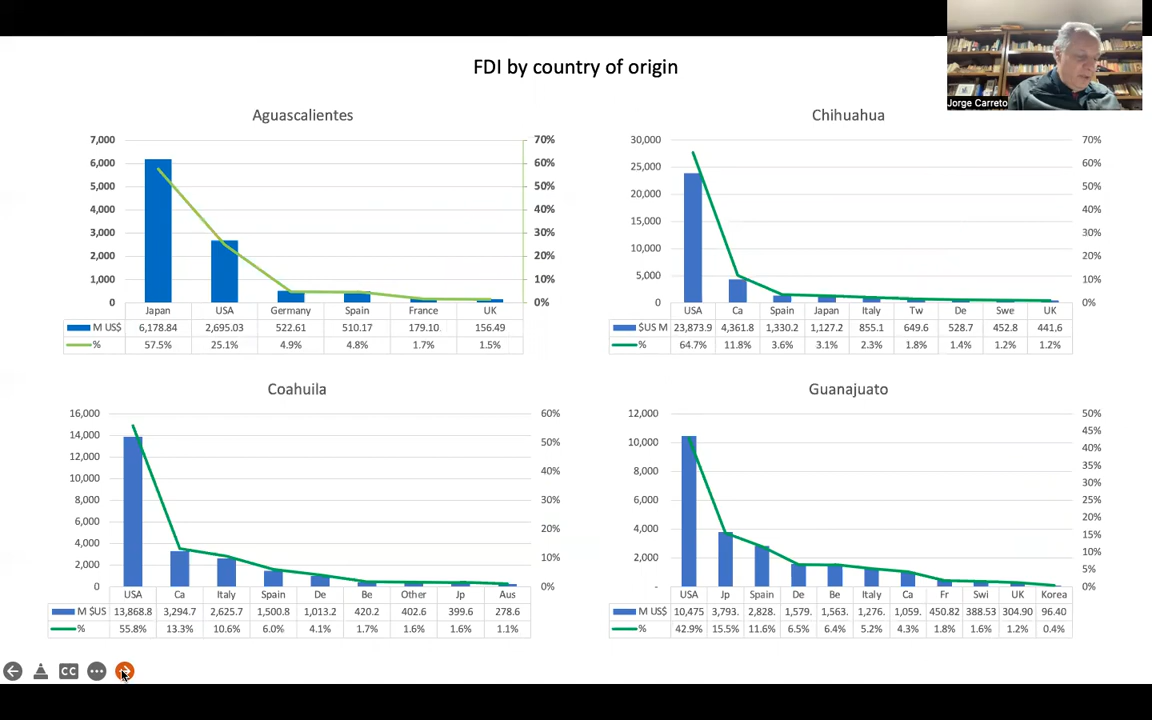 FDI by country of origin
Jorge Carreto
Aguascalientes
7,000 70%
6,000 60%
5,000 50%
4,000 40%
3,000 30%
2,000 20%
1,000 10%
0 0%
Japan USA Germany Spain France UK
M US$ 6,178.84 2,695.03 522.61 510.17 179.10 156.49
% 57.5% 25.1% 4.9% 4.8% 1.7% 1.5%
Chihuahua
30,000 70%
25,000 60%
20,000 50%
15,000 40%
10,000 30%
5,000 20%
0 10%
0%
USA Ca Spain Japan Italy Tw De Swe UK
$US M 23,873.9 4,361.8 1,330.2 1,127.2 855.1 649.6 528.7 452.8 441.6
% 64.7% 11.8% 3.6% 3.1% 2.3% 1.8% 1.4% 1.2% 1.2%
Coahuila
16,000 60%
14,000 50%
12,000 40%
10,000 30%
8,000 20%
6,000 10%
4,000 0%
2,000
0
USA Ca Italy Spain De Be Other Jp Aus
M $US 13,868.8 3,294.7 2,625.7 1,500.8 1,013.2 420.2 402.6 399.6 278.6
% 55.8% 13.3% 10.6% 6.0% 4.1% 1.7% 1.6% 1.6% 1.1%
Guanajuato
12,000 50%
10,000 45%
8,000 40%
6,000 35%
4,000 30%
2,000 25%
- 20%
15%
10%
5%
0%
USA Jp Spain De Be Italy Ca Fr Swi UK Korea
M US$ 10,475 3,793. 2,828. 1,579. 1,563. 1,276. 1,059. 450.82 388.53 304.90 96.40
% 42.9% 15.5% 11.6% 6.5% 6.4% 5.2% 4.3% 1.8% 1.6% 1.2% 0.4%
CC